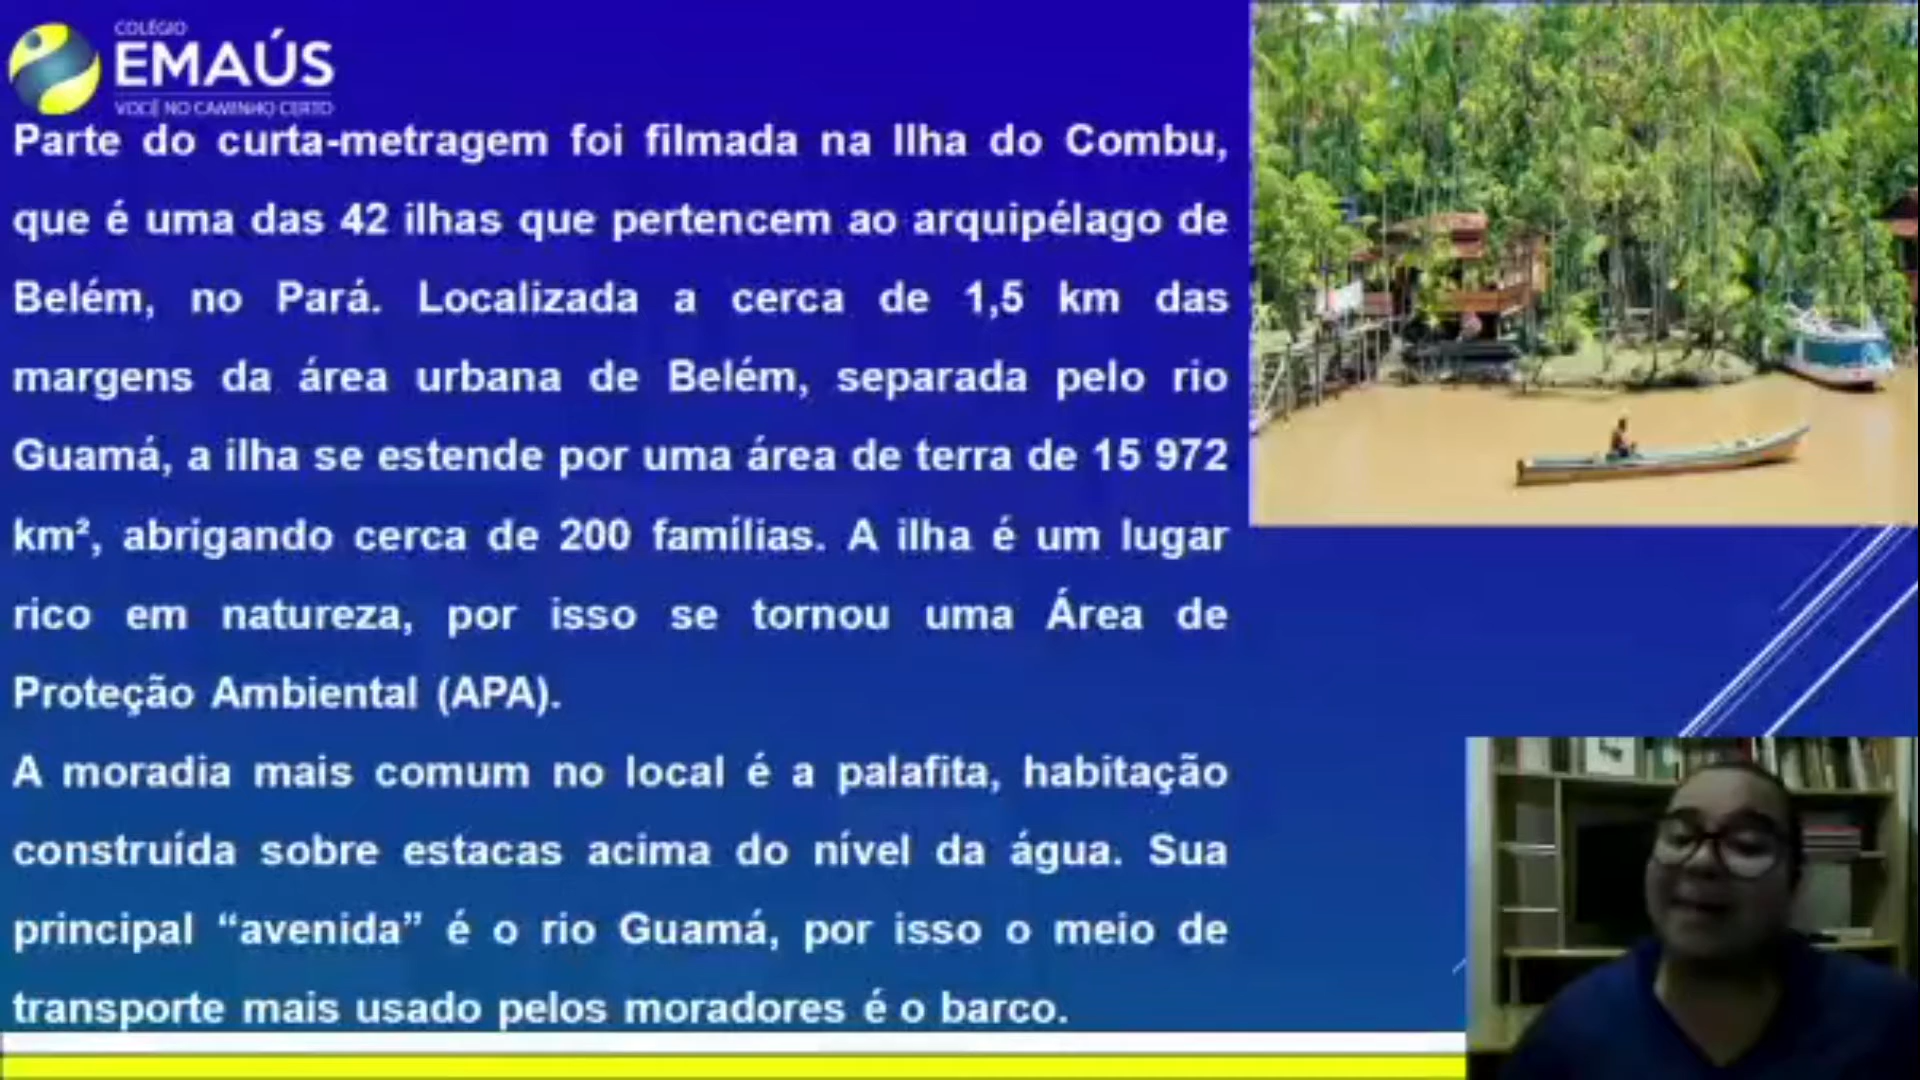 COLÉGIO
EMAÚS
VOCÊ NO CAMINHO CERTO
Parte do curta-metragem foi filmada na Ilha do Combu,
que é uma das 42 ilhas que pertencem ao arquipélago de
Belém, no Pará. Localizada a cerca de 1,5 km das
margens da área urbana de Belém, separada pelo rio
Guamá, a ilha se estende por uma área de terra de 15 972
km², abrigando cerca de 200 famílias. A ilha é um lugar
rico em natureza, por isso se tornou uma Área de
Proteção Ambiental (APA).
A moradia mais comum no local é a palafita, habitação
construída sobre estacas acima do nível da água. Sua
principal “avenida” é o rio Guamá, por isso o meio de
transporte mais usado pelos moradores é o barco.